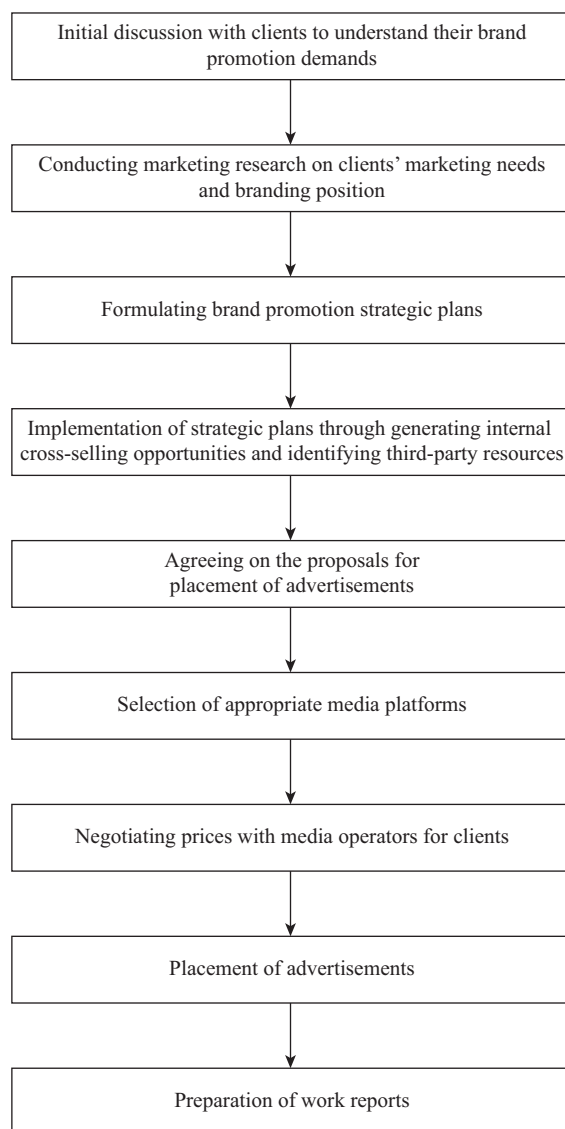 Initial discussion with clients to understand their brand
promotion demands
Conducting marketing research on clients’ marketing needs
and branding position
Formulating brand promotion strategic plans
Implementation of strategic plans through generating internal
cross-selling opportunities and identifying third-party resources
Agreeing on the proposals for
placement of advertisements
Selection of appropriate media platforms
Negotiating prices with media operators for clients
Placement of advertisements
Preparation of work reports